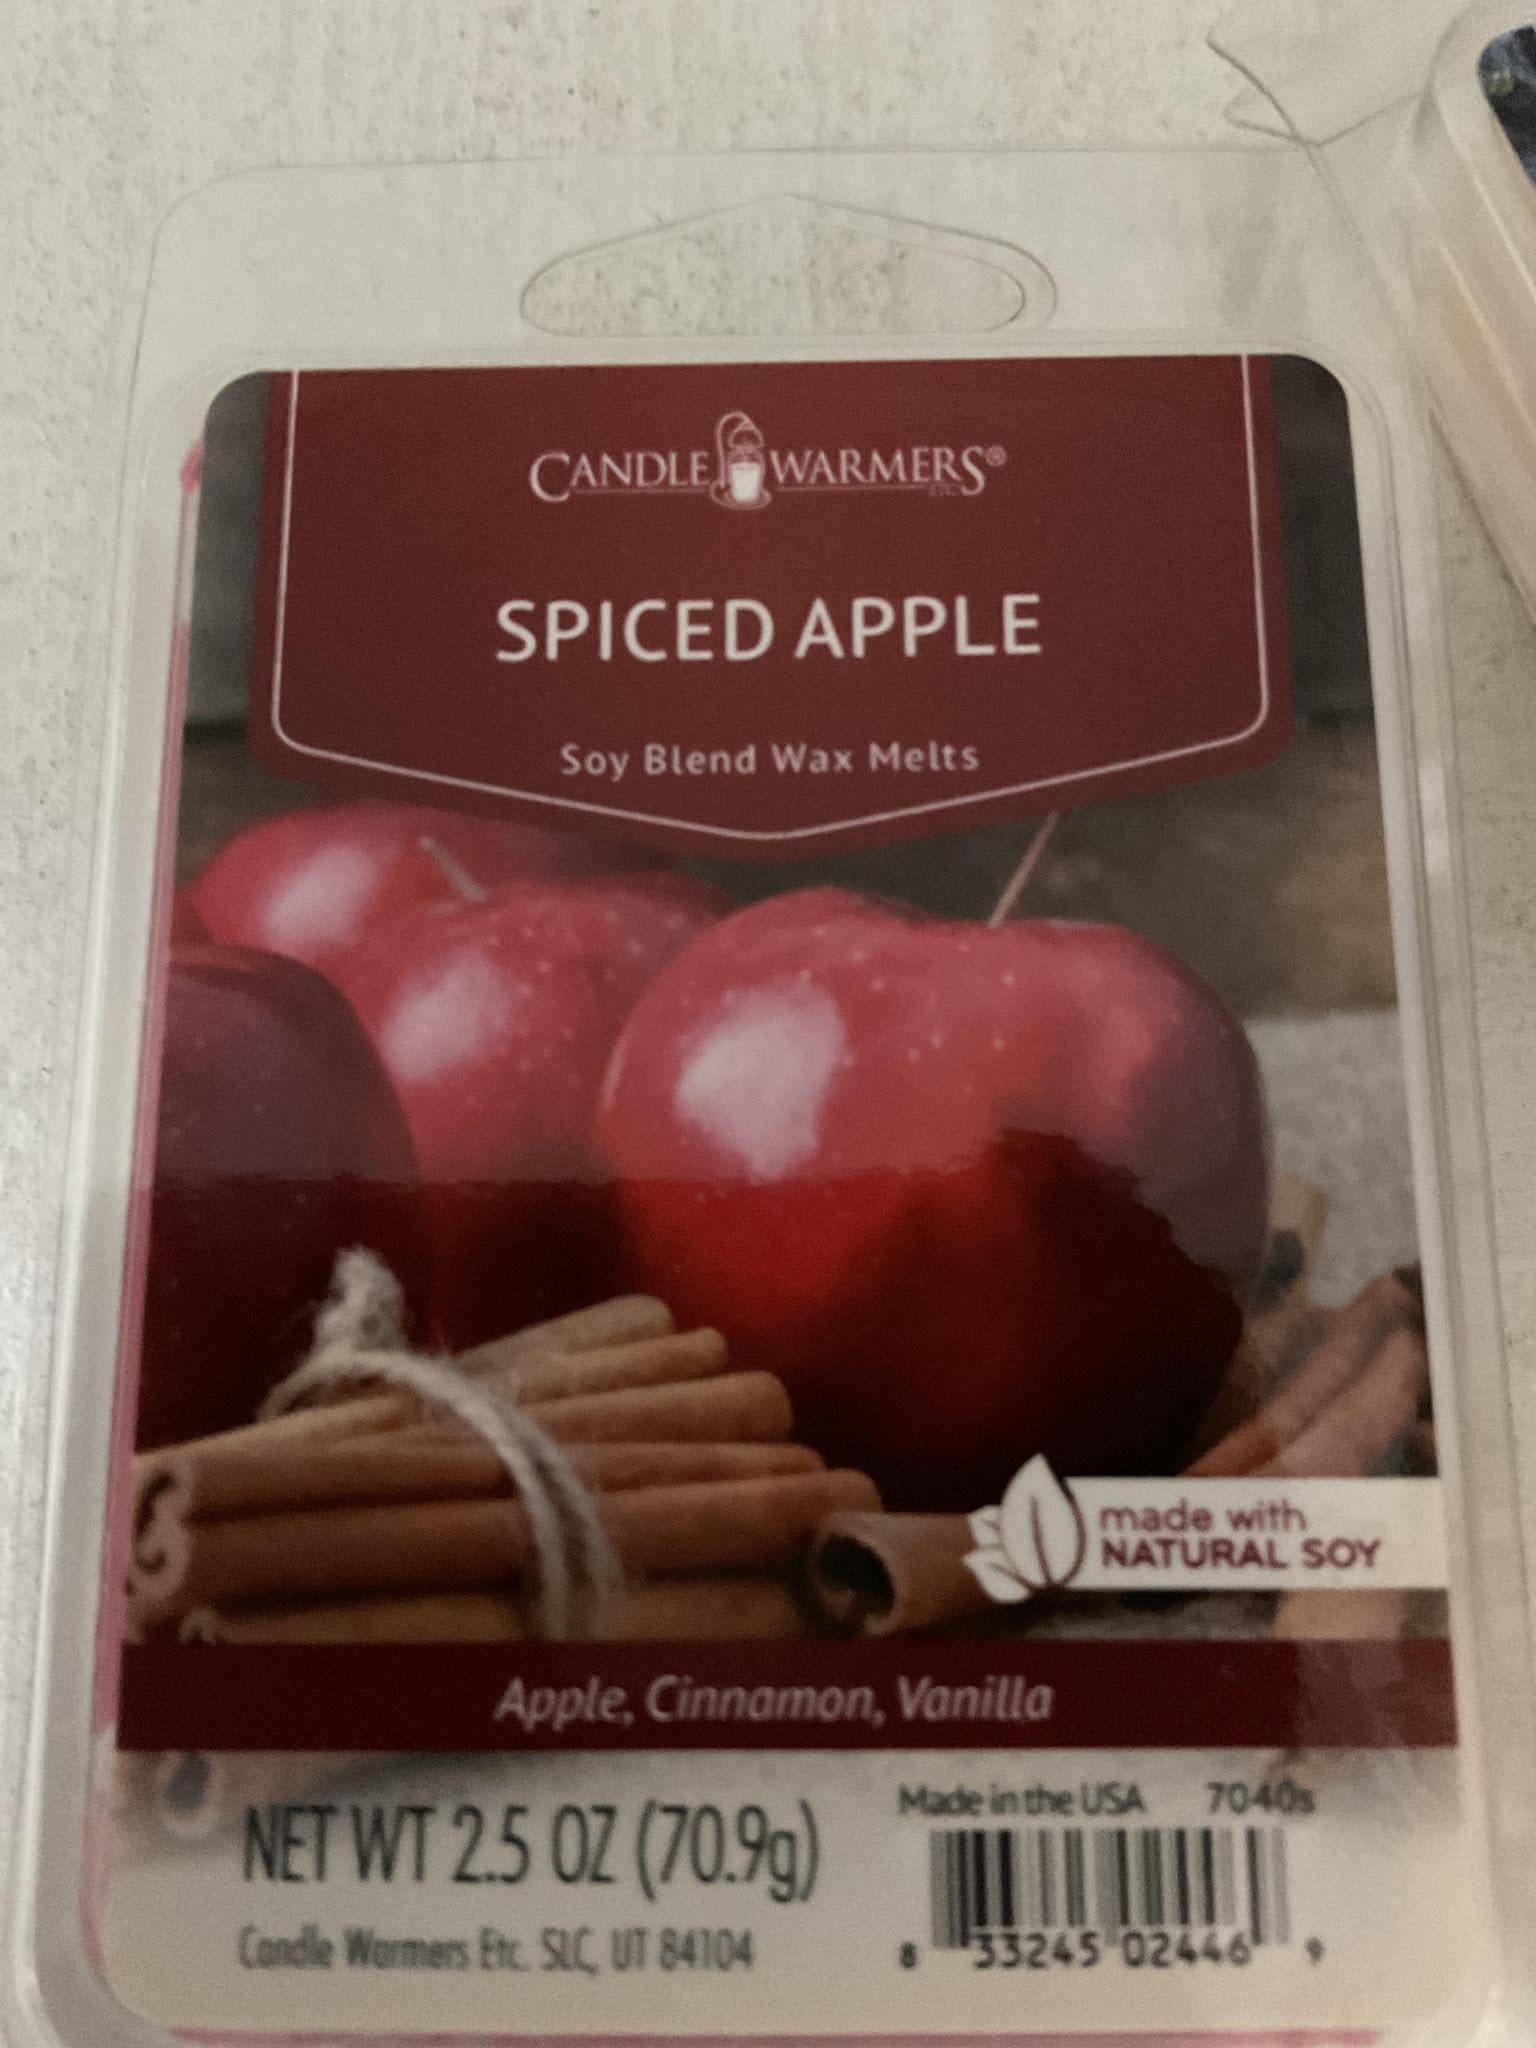 CANDLE WARMERS®
ETC.
SPICED APPLE
Soy Blend Wax Melts
made with
NATURAL SOY
Apple, Cinnamon, Vanilla
NET WT 2.5 OZ (70.9g)
Candle Warmers Etc. SLC, UT 84104
Made in the USA 7040s
8 33245 02446 9